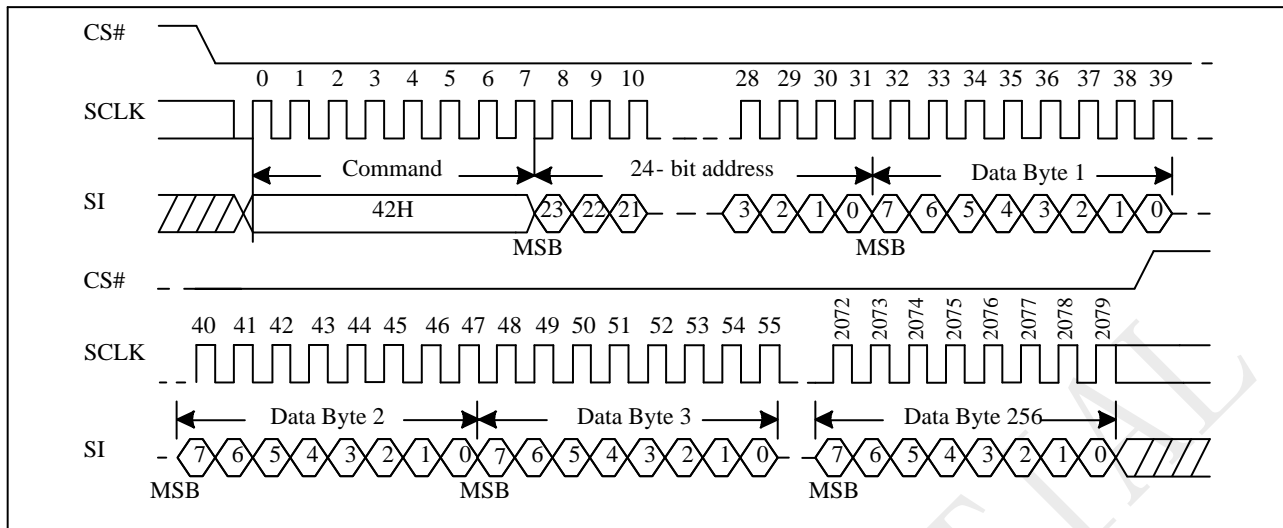 CS#
0 1 2 3 4 5 6 7 8 9 10 28 29 30 31 32 33 34 35 36 37 38 39
SCLK
Command 24- bit address Data Byte 1
SI 42H 23 22 21 3 2 1 0 7 6 5 4 3 2 1 0
MSB MSB
CS#
40 41 42 43 44 45 46 47 48 49 50 51 52 53 54 55 2072 2073 2074 2075 2076 2077 2078 2079
SCLK
Data Byte 2 Data Byte 3 Data Byte 256
SI 7 6 5 4 3 2 1 0 7 6 5 4 3 2 1 0 7 6 5 4 3 2 1 0
MSB MSB MSB